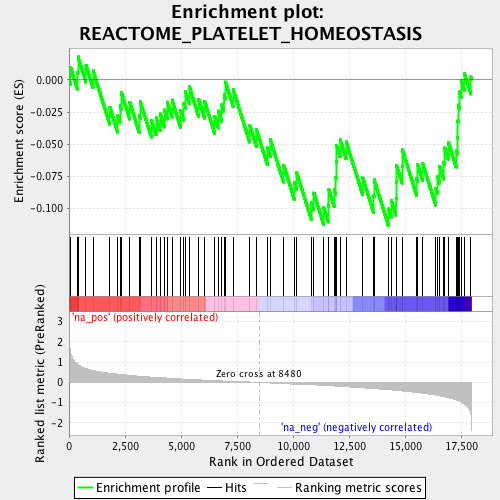 Enrichment plot:
REACTOME_PLATELET_HOMEOSTASIS
Enrichment score (ES)
0.000
-0.025
-0.050
-0.075
-0.100
'na_pos' (positively correlated)
Ranked list metric (PreRanked)
3
2
1
0
-1
-2
Zero cross at 8480
'na_neg' (negatively correlated)
0
2,500
5,000
7,500
10,000
12,500
15,000
17,500
Rank in Ordered Dataset
Enrichment profile
Hits
Ranking metric scores